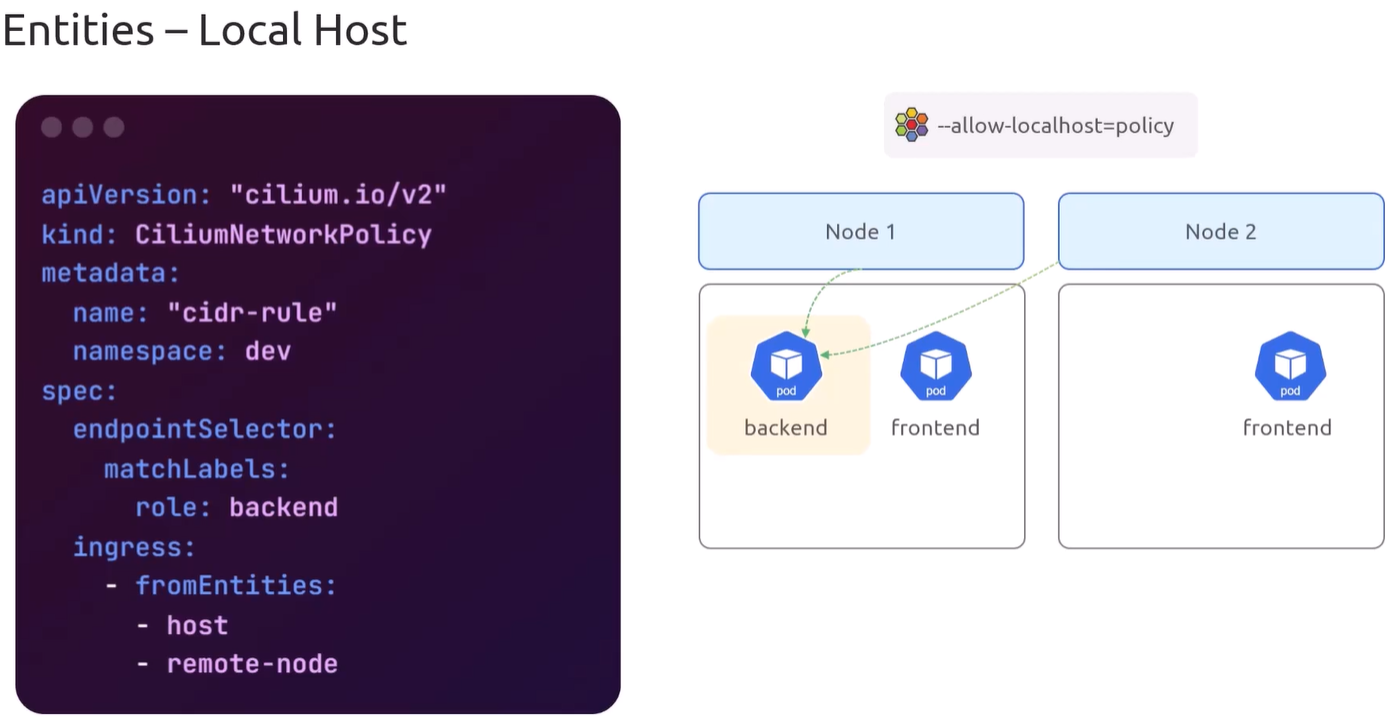 Entities – Local Host
apiVersion: "cilium.io/v2"
kind: CiliumNetworkPolicy
metadata:
  name: "cidr-rule"
  namespace: dev
spec:
  endpointSelector:
    matchLabels:
      role: backend
  ingress:
    - fromEntities:
      - host
      - remote-node
--allow-localhost=policy
Node 1
Node 2
pod
pod
pod
backend
frontend
frontend